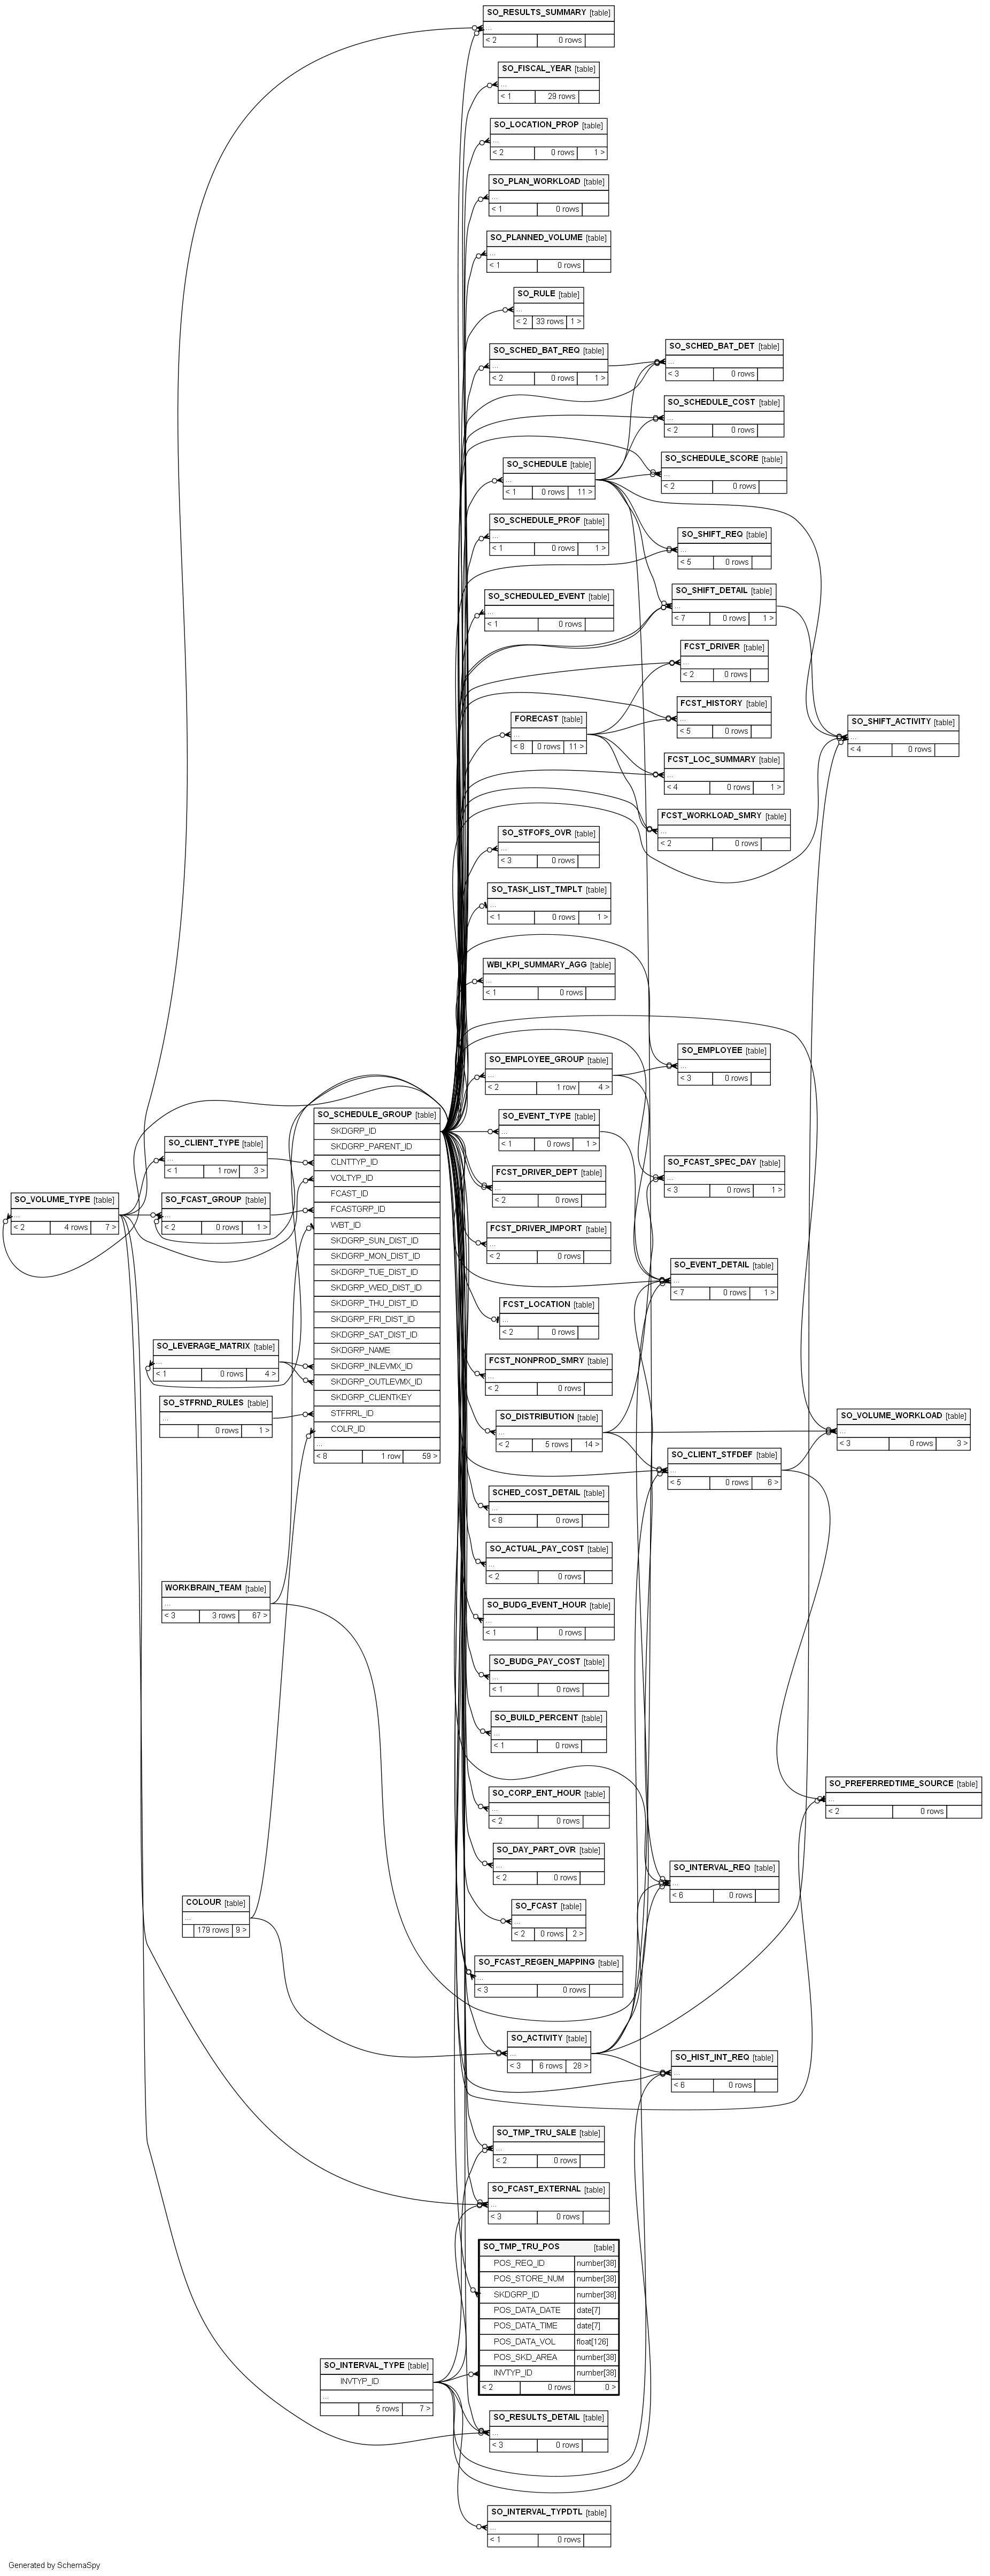 SO_RESULTS_SUMMARY [table]
...
< 2 0 rows
SO_FISCAL_YEAR [table]
...
< 1 29 rows
SO_LOCATION_PROP [table]
...
< 2 0 rows 1 >
SO_PLAN_WORKLOAD [table]
...
< 1 0 rows
SO_PLANNED_VOLUME [table]
...
< 1 0 rows
SO_RULE [table]
...
< 2 33 rows 1 >
SO_SCHED_BAT_REQ [table]
...
< 2 0 rows 1 >
SO_SCHED_BAT_DET [table]
...
< 3 0 rows
SO_SCHEDULE_COST [table]
...
< 2 0 rows
SO_SCHEDULE_SCORE [table]
...
< 2 0 rows
SO_SCHEDULE [table]
...
< 1 0 rows 11 >
SO_SCHEDULE_PROF [table]
...
< 1 0 rows 1 >
SO_SHIFT_REQ [table]
...
< 5 0 rows
SO_SCHEDULED_EVENT [table]
...
< 1 0 rows
SO_SHIFT_DETAIL [table]
...
< 7 0 rows 1 >
FCST_DRIVER [table]
...
< 2 0 rows
FCST_HISTORY [table]
...
< 5 0 rows
FORECAST [table]
...
< 8 0 rows 11 >
SO_SHIFT_ACTIVITY [table]
...
< 4 0 rows
FCST_LOC_SUMMARY [table]
...
< 4 0 rows 1 >
FCST_WORKLOAD_SMRY [table]
...
< 2 0 rows
SO_STFOFS_OVR [table]
...
< 3 0 rows
SO_TASK_LIST_TMPLT [table]
...
< 1 0 rows 1 >
WBI_KPI_SUMMARY_AGG [table]
...
< 1 0 rows
SO_EMPLOYEE [table]
...
< 3 0 rows
SO_EMPLOYEE_GROUP [table]
...
< 2 1 row 4 >
SO_EVENT_TYPE [table]
...
< 1 0 rows 1 >
FCST_DRIVER_DEPT [table]
...
< 2 0 rows
SO_FCAST_SPEC_DAY [table]
...
< 3 0 rows 1 >
FCST_DRIVER_IMPORT [table]
...
< 2 0 rows
SO_EVENT_DETAIL [table]
...
< 7 0 rows 1 >
SO_SCHEDULE_GROUP [table]
SKDGRP_ID
SKDGRP_PARENT_ID
CLNTTYP_ID
VOLTYP_ID
FCAST_ID
FCASTGRP_ID
WBT_ID
SKDGRP_SUN_DIST_ID
SKDGRP_MON_DIST_ID
SKDGRP_TUE_DIST_ID
SKDGRP_WED_DIST_ID
SKDGRP_THU_DIST_ID
SKDGRP_FRI_DIST_ID
SKDGRP_SAT_DIST_ID
SKDGRP_NAME
SKDGRP_INLEVMX_ID
SKDGRP_OUTLEVMX_ID
SKDGRP_CLIENTKEY
STFRRL_ID
COLR_ID
...
< 8 1 row 59 >
SO_CLIENT_TYPE [table]
...
< 1 1 row 3 >
SO_VOLUME_TYPE [table]
...
< 2 4 rows 7 >
SO_FCAST_GROUP [table]
...
< 2 0 rows 1 >
SO_LEVERAGE_MATRIX [table]
...
< 1 0 rows 4 >
SO_STFRND_RULES [table]
...
0 rows 1 >
FCST_LOCATION [table]
...
< 2 0 rows
FCST_NONPROD_SMRY [table]
...
< 2 0 rows
SO_DISTRIBUTION [table]
...
< 2 5 rows 14 >
SO_VOLUME_WORKLOAD [table]
...
< 3 0 rows 3 >
SO_CLIENT_STFDEF [table]
...
< 5 0 rows 6 >
SCHED_COST_DETAIL [table]
...
< 8 0 rows
SO_ACTUAL_PAY_COST [table]
...
< 2 0 rows
WORKBRAIN_TEAM [table]
...
< 3 3 rows 67 >
SO_BUDG_EVENT_HOUR [table]
...
< 1 0 rows
SO_BUDG_PAY_COST [table]
...
< 1 0 rows
SO_BUILD_PERCENT [table]
...
< 1 0 rows
SO_PREFERREDTIME_SOURCE [table]
...
< 2 0 rows
SO_CORP_ENT_HOUR [table]
...
< 2 0 rows
SO_DAY_PART_OVR [table]
...
< 2 0 rows
SO_INTERVAL_REQ [table]
...
< 6 0 rows
COLOUR [table]
...
179 rows 9 >
SO_FCAST [table]
...
< 2 0 rows 2 >
SO_FCAST_REGEN_MAPPING [table]
...
< 3 0 rows
SO_ACTIVITY [table]
...
< 3 6 rows 28 >
SO_HIST_INT_REQ [table]
...
< 6 0 rows
SO_TMP_TRU_SALE [table]
...
< 2 0 rows
SO_FCAST_EXTERNAL [table]
...
< 3 0 rows
SO_TMP_TRU_POS [table]
POS_REQ_ID number[38]
POS_STORE_NUM number[38]
SKDGRP_ID number[38]
POS_DATA_DATE date[7]
POS_DATA_TIME date[7]
POS_DATA_VOL float[126]
POS_SKD_AREA number[38]
INVTYP_ID number[38]
< 2 0 rows 0 >
SO_INTERVAL_TYPE [table]
INVTYP_ID
...
5 rows 7 >
SO_RESULTS_DETAIL [table]
...
< 3 0 rows
SO_INTERVAL_TYPDTL [table]
...
< 1 0 rows
Generated by SchemaSpy